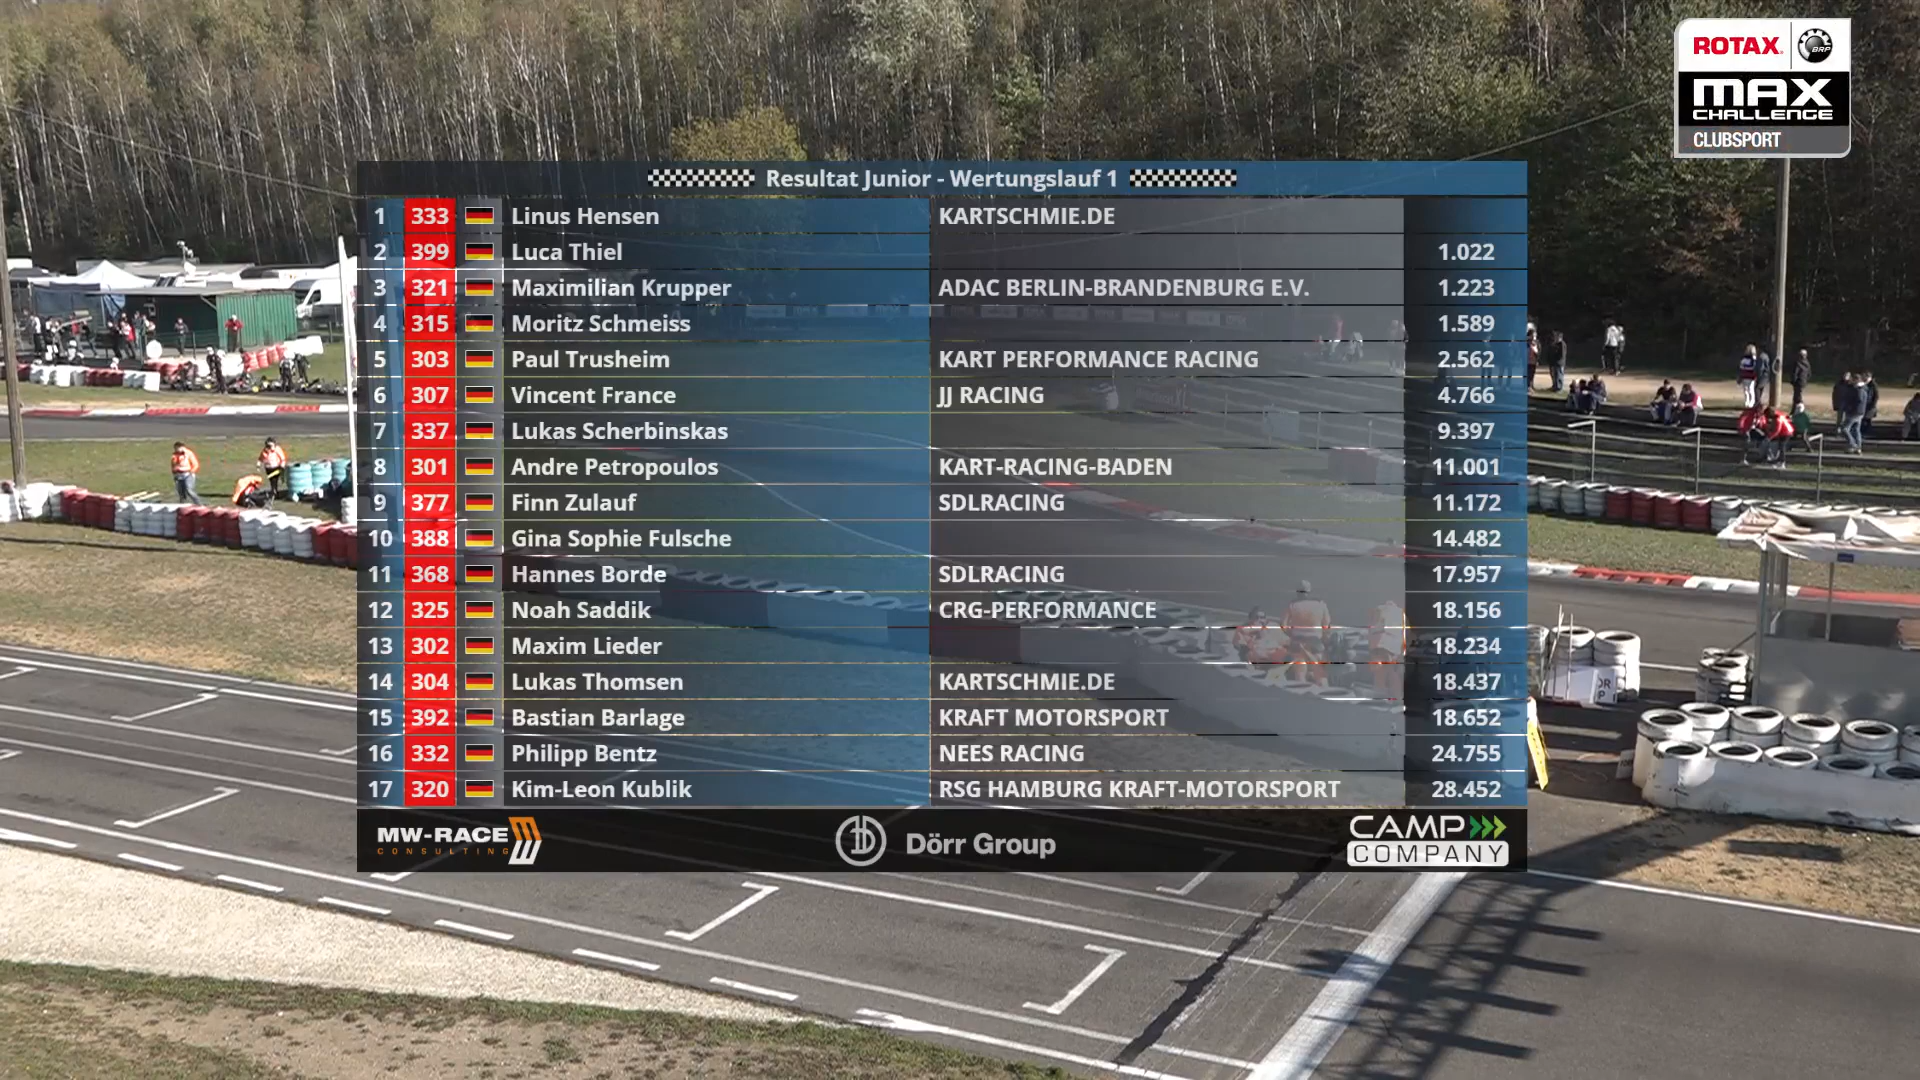 ROTAX
BRP
MAX
CHALLENGE
CLUBSPORT
Resultat Junior - Wertungslauf 1
1 333 Linus Hensen KARTSCHMIE.DE
2 399 Luca Thiel 1.022
3 321 Maximilian Krupper ADAC BERLIN-BRANDENBURG E.V. 1.223
4 315 Moritz Schmeiss 1.589
5 303 Paul Trusheim KART PERFORMANCE RACING 2.562
6 307 Vincent France JJ RACING 4.766
7 337 Lukas Scherbinskas 9.397
8 301 Andre Petropoulos KART-RACING-BADEN 11.001
9 377 Finn Zulauf SDLRACING 11.172
10 388 Gina Sophie Fulsche 14.482
11 368 Hannes Borde SDLRACING 17.957
12 325 Noah Saddik CRG-PERFORMANCE 18.156
13 302 Maxim Lieder 18.234
14 304 Lukas Thomsen KARTSCHMIE.DE 18.437
15 392 Bastian Barlage KRAFT MOTORSPORT 18.652
16 332 Philipp Bentz NEES RACING 24.755
17 320 Kim-Leon Kublik RSG HAMBURG KRAFT-MOTORSPORT 28.452
MW-RACE
CONSULTING
Dörr Group
CAMP
COMPANY